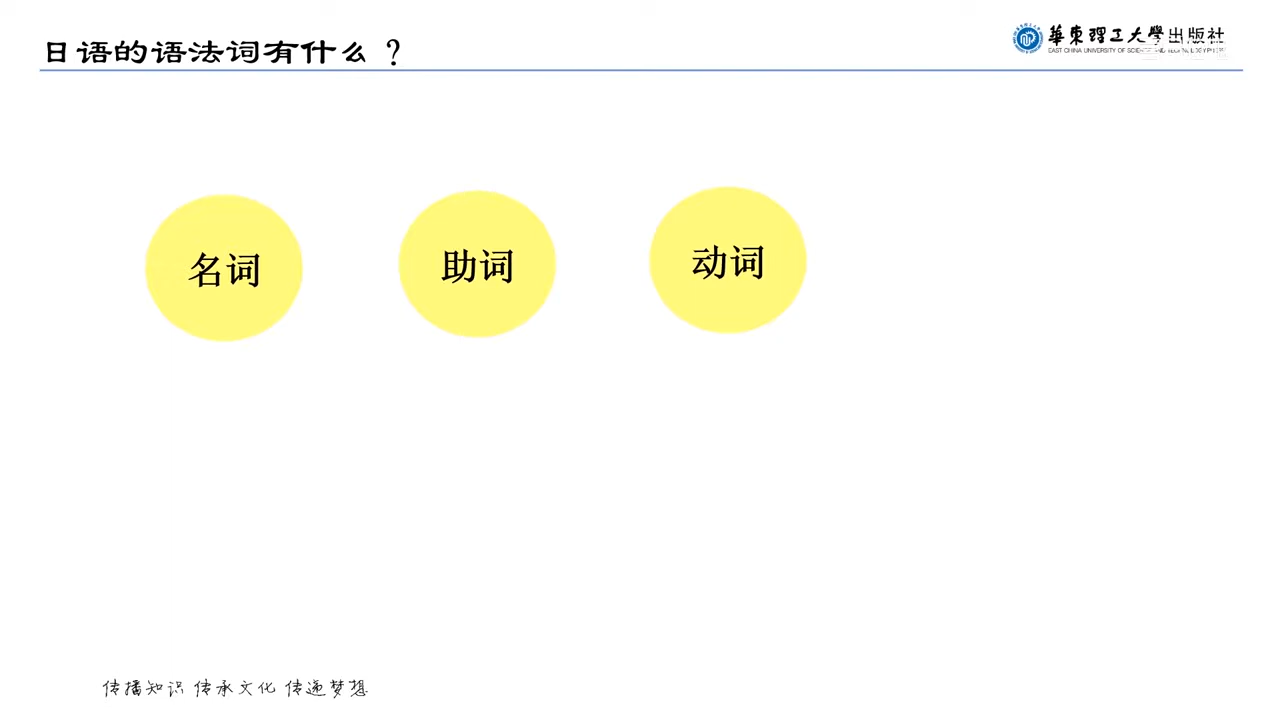 日语的语法词有什么？
華東理工大學出版社
名词
助词
动词
传播知识 传承文化 传递梦想